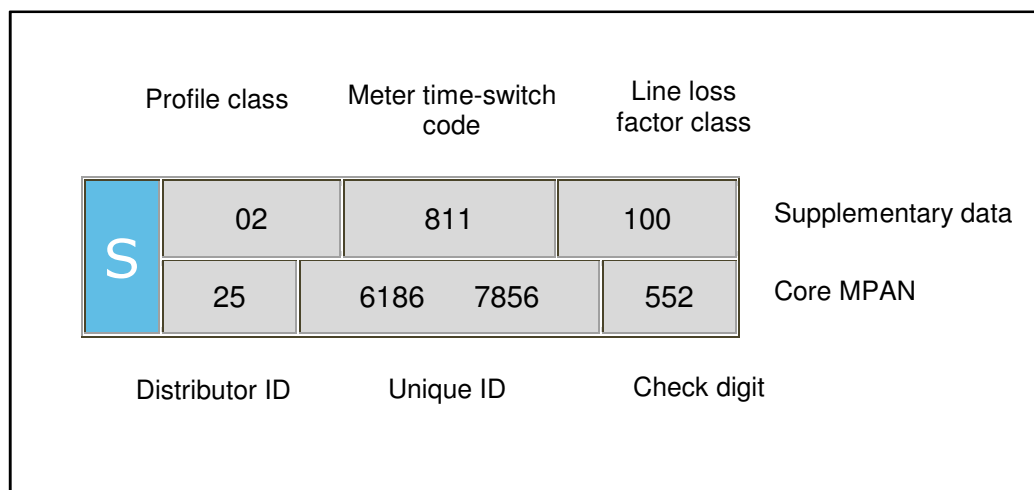 Profile class
Meter time-switch
code
Line loss
factor class
S
02 811 100
Supplementary data
25 6186 7856 552
Core MPAN
Distributor ID Unique ID Check digit